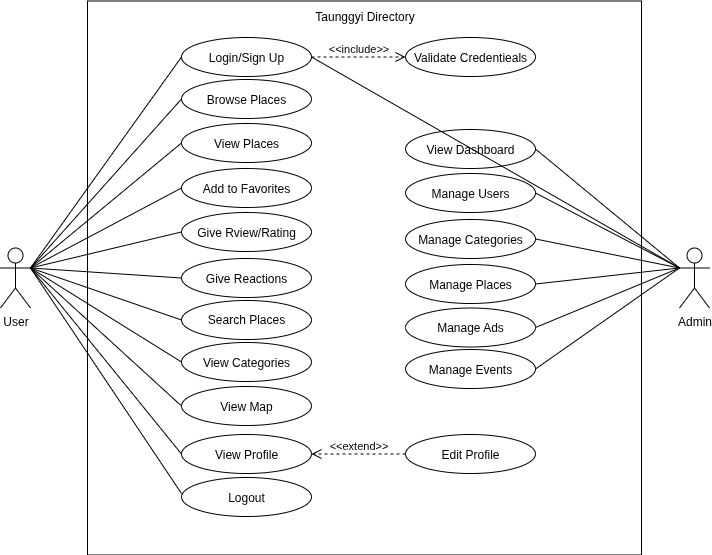 Taunggyi Directory
Login/Sign Up
<<include>>
Validate Credentieals
Browse Places
View Places
View Dashboard
Add to Favorites
Manage Users
Give Rview/Rating
Manage Categories
Give Reactions
Manage Places
User
Admin
Search Places
Manage Ads
View Categories
Manage Events
View Map
View Profile
<<extend>>
Edit Profile
Logout